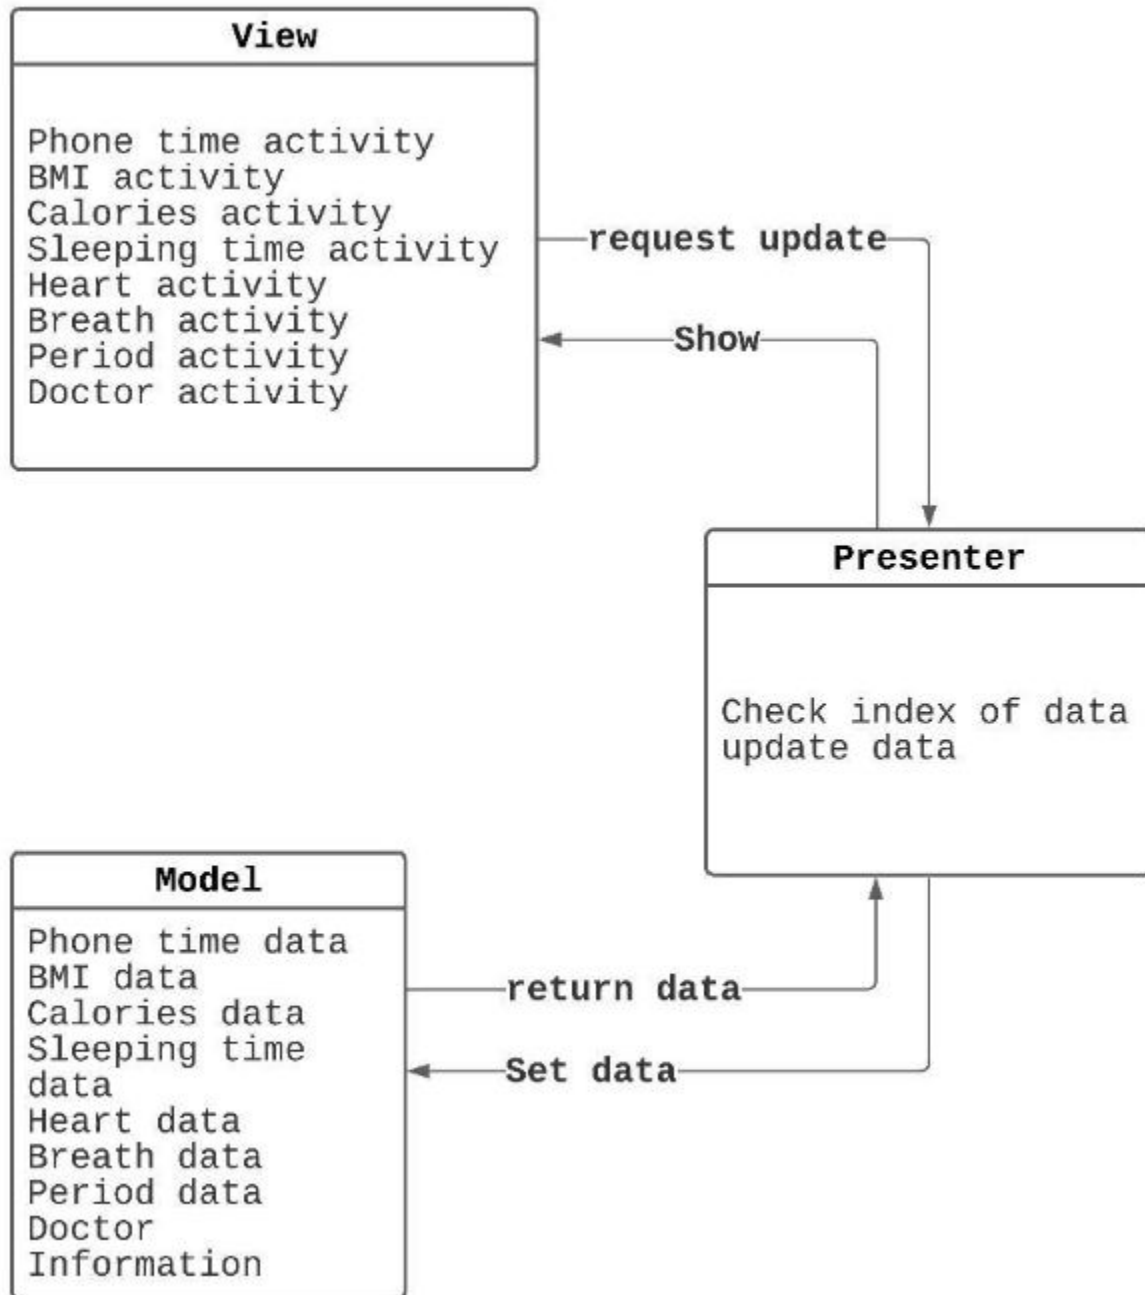 View
Phone time activity
BMI activity
Calories activity
Sleeping time activity
Heart activity
Breath activity
Period activity
Doctor activity
request update
Show
Presenter
Check index of data
update data
Model
Phone time data
BMI data
Calories data
Sleeping time
data
Heart data
Breath data
Period data
Doctor
Information
return data
Set data